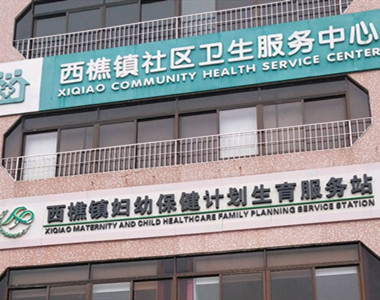 西樵镇社区卫生服务中心
XIQIAO COMMUNITY HEALTH SERVICE CENTER
西樵镇妇幼保健计划生育服务站
XIQIAO MATERNITY AND CHILD HEALTHCARE FAMILY PLANNING SERVICE STATION